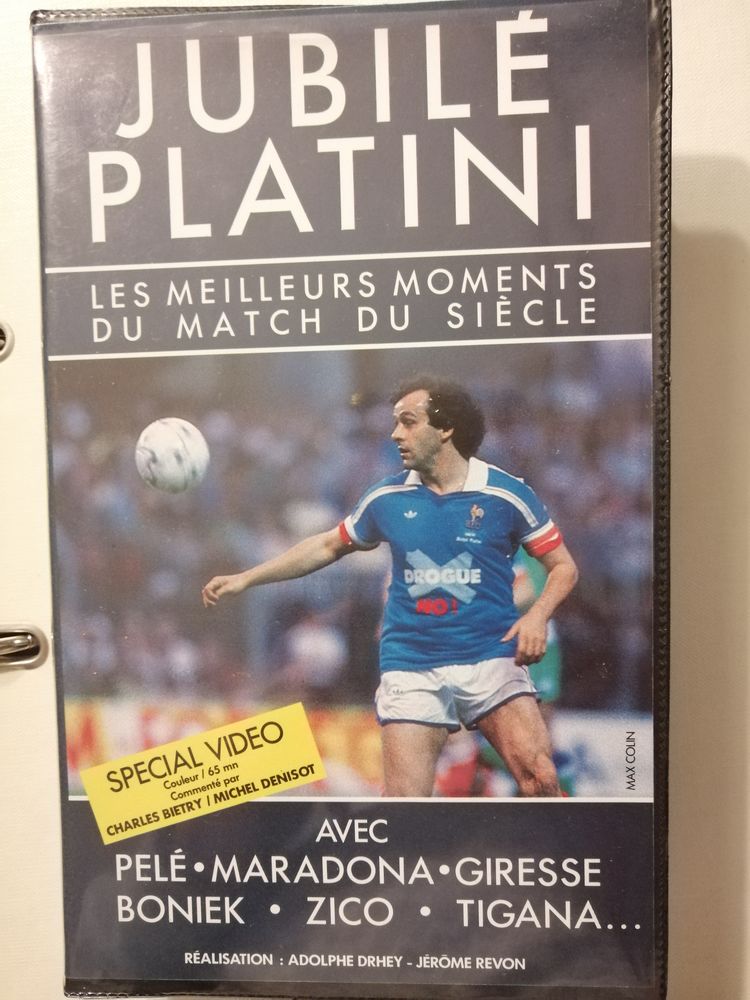 JUBILÉ
PLATINI
LES MEILLEURS MOMENTS
DU MATCH DU SIÈCLE
DROGUE
NO!
MAX COLIN
SPECIAL VIDEO
Couleur / 65 mn
Commenté par
CHARLES BIETRY / MICHEL DENISOT
AVEC
PELÉ • MARADONA • GIRESSE
BONIEK • ZICO • TIGANA...
RÉALISATION : ADOLPHE DRHEY - JÉRÔME REVON